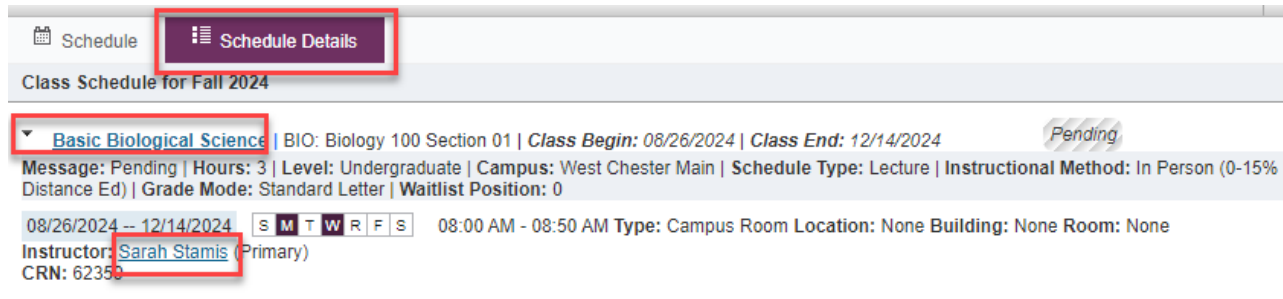 Schedule Schedule Details
Class Schedule for Fall 2024
Basic Biological Science | BIO: Biology 100 Section 01 | Class Begin: 08/26/2024 | Class End: 12/14/2024 Pending
Message: Pending | Hours: 3 | Level: Undergraduate | Campus: West Chester Main | Schedule Type: Lecture | Instructional Method: In Person (0-15%
Distance Ed) | Grade Mode: Standard Letter | Waitlist Position: 0
08/26/2024 -- 12/14/2024 S M T W R F S 08:00 AM - 08:50 AM Type: Campus Room Location: None Building: None Room: None
Instructor: Sarah Stamis (Primary)
CRN: 62359